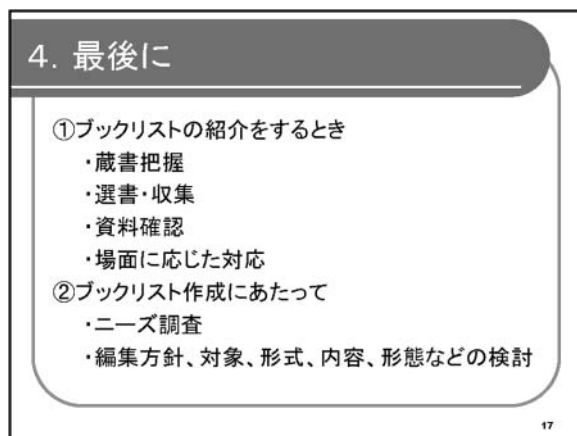 4. 最後に
①ブックリストの紹介をするとき
・蔵書把握
・選書・収集
・資料確認
・場面に応じた対応
②ブックリスト作成にあたって
・ニーズ調査
・編集方針、対象、形式、内容、形態などの検討
17